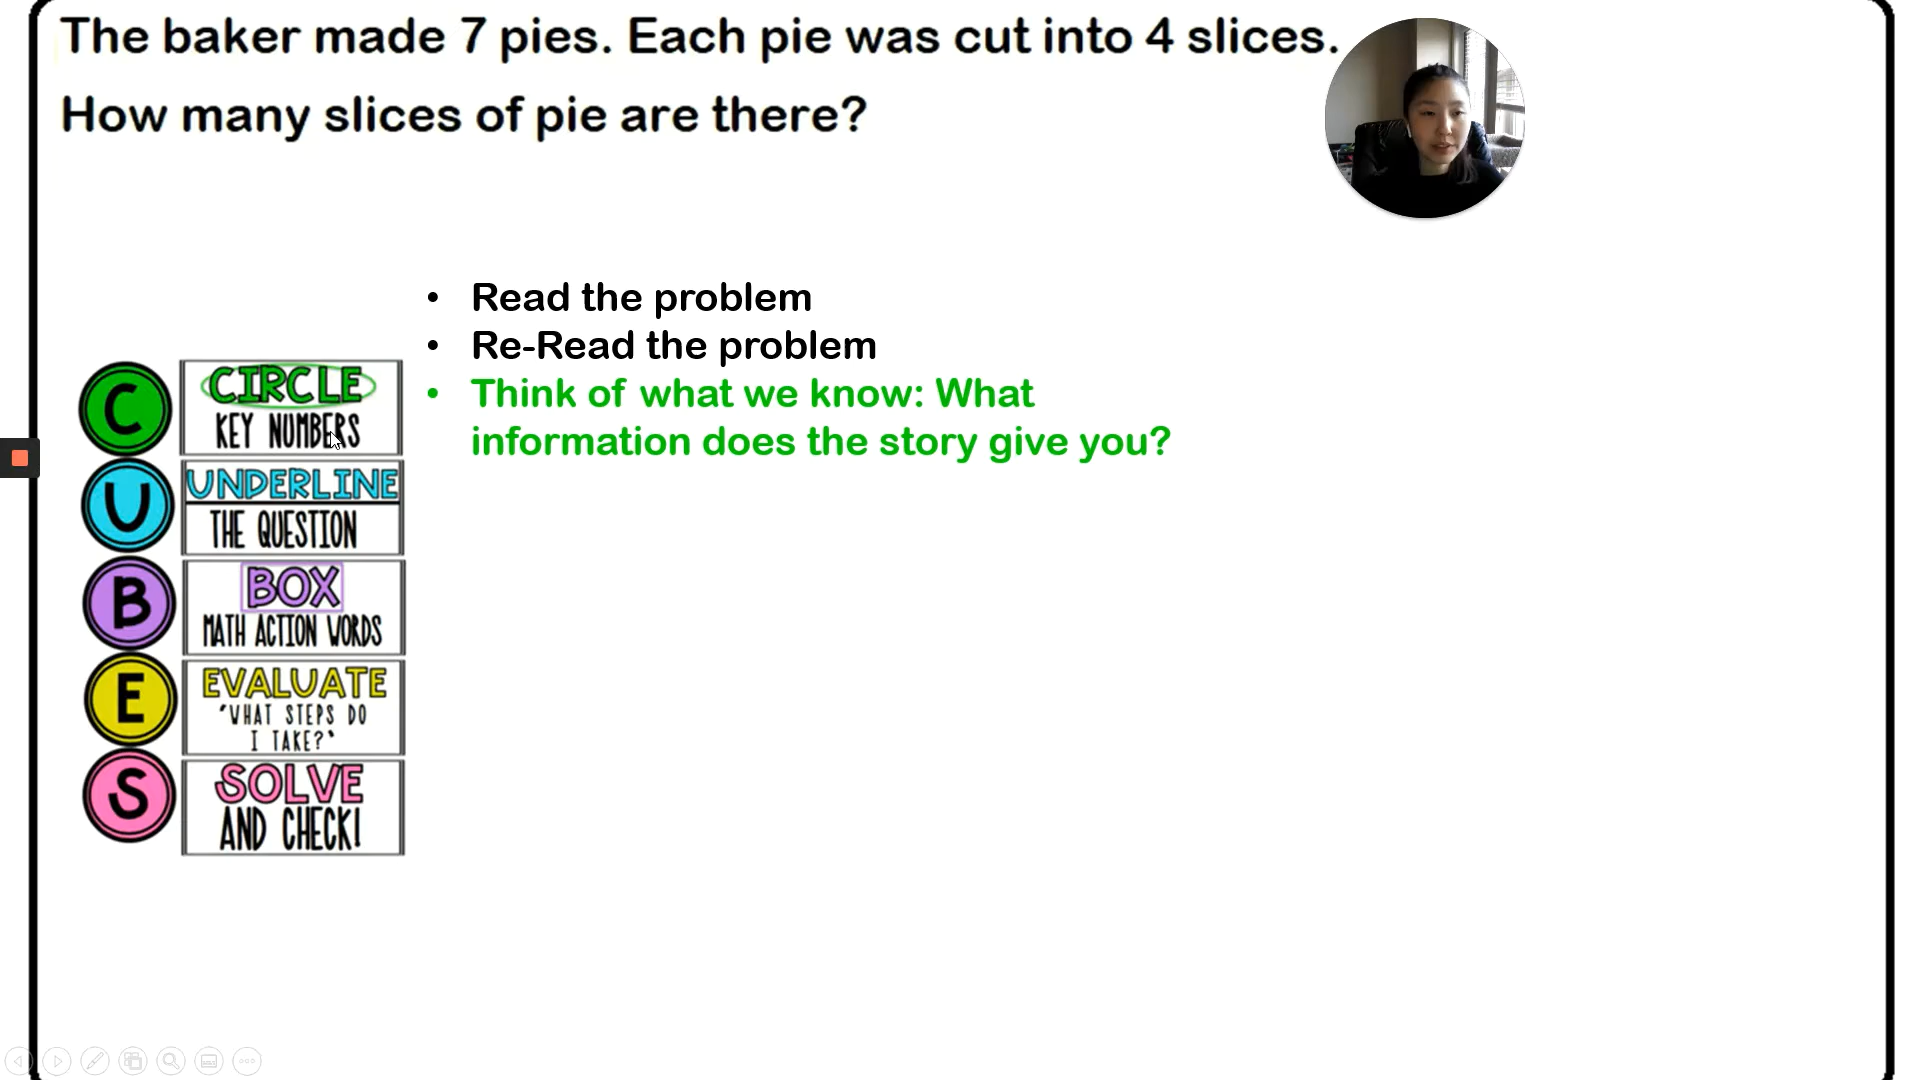 The baker made 7 pies. Each pie was cut into 4 slices.
How many slices of pie are there?
• Read the problem
• Re-Read the problem
• Think of what we know: What
information does the story give you?
C
CIRCLE
KEY NUMBERS
U
UNDERLINE
THE QUESTION
B
BOX
MATH ACTION WORDS
E
EVALUATE
"WHAT STEPS DO
I TAKE?"
S
SOLVE
AND CHECK!